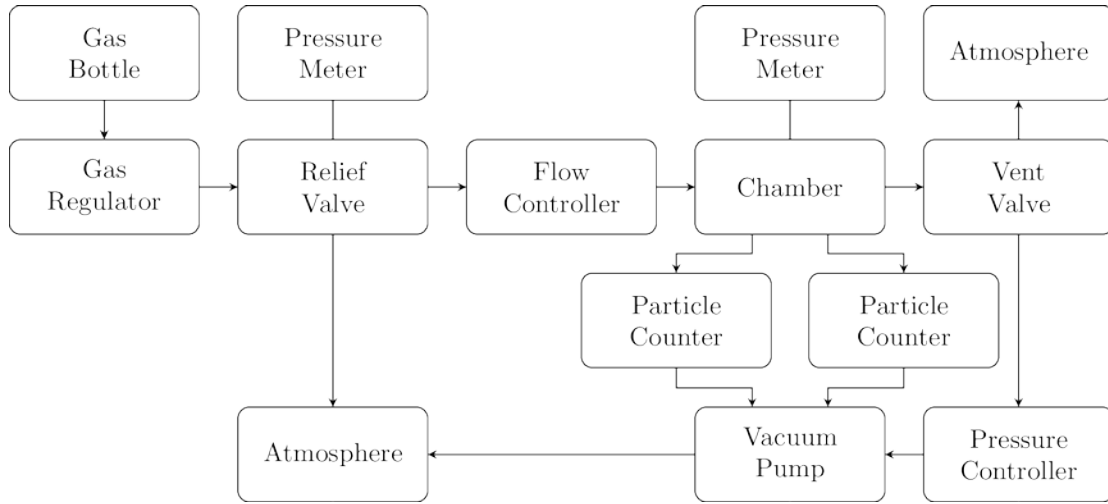 Gas
Bottle
Pressure
Meter
Pressure
Meter
Atmosphere
Gas
Regulator
Relief
Valve
Flow
Controller
Chamber
Vent
Valve
Particle
Counter
Particle
Counter
Atmosphere
Vacuum
Pump
Pressure
Controller